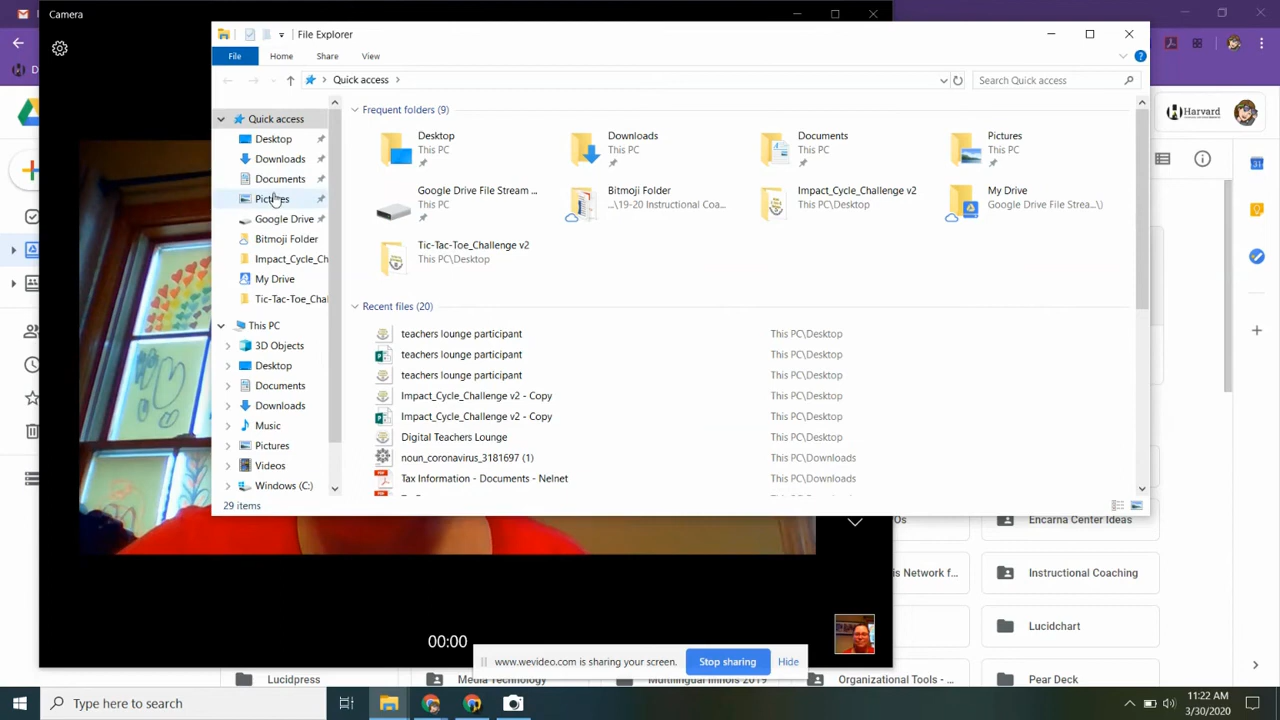 Camera
File Explorer
File Home Share View
Quick access
Search Quick access
Quick access
Desktop
Downloads
Documents
Pictures
Google Drive
Bitmoji Folder
Impact_Cycle_Ch
My Drive
Tic-Tac-Toe_Chal
This PC
3D Objects
Desktop
Documents
Downloads
Music
Pictures
Videos
Windows (C:)
29 items
Frequent folders (9)
Desktop
This PC
Downloads
This PC
Documents
This PC
Pictures
This PC
Google Drive File Stream ...
This PC
Bitmoji Folder
...\19-20 Instructional Coa...
Impact_Cycle_Challenge v2
This PC\Desktop
My Drive
Google Drive File Strea...\)
Tic-Tac-Toe_Challenge v2
This PC\Desktop
Recent files (20)
teachers lounge participant This PC\Desktop
teachers lounge participant This PC\Desktop
teachers lounge participant This PC\Desktop
Impact_Cycle_Challenge v2 - Copy This PC\Desktop
Impact_Cycle_Challenge v2 - Copy This PC\Desktop
Digital Teachers Lounge This PC\Desktop
noun_coronavirus_3181697 (1) This PC\Downloads
Tax Information - Documents - Nelnet This PC\Downloads
Harvard
Os
Encarna Center Ideas
is Network f...
Instructional Coaching
Lucidchart
00:00
www.wevideo.com is sharing your screen. Stop sharing Hide
Lucidpress
Media Technology
Multilingual Illinois 2019
Organizational Tools - ...
Pear Deck
Type here to search
11:22 AM
3/30/2020